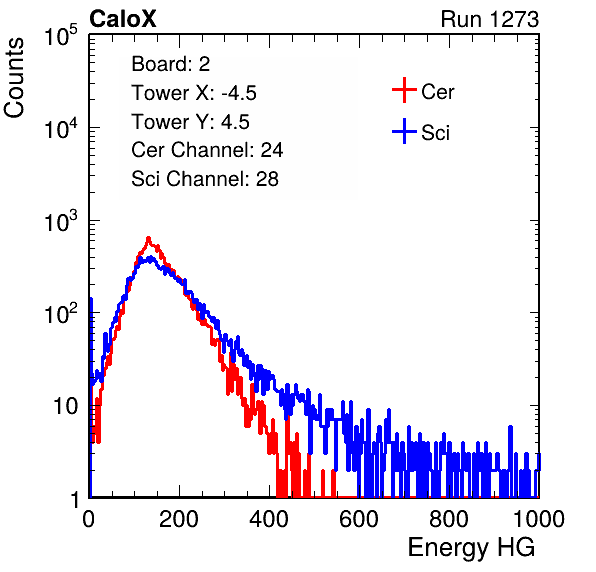 CaloX Run 1273
Counts
Board: 2
Tower X: -4.5
Tower Y: 4.5
Cer Channel: 24
Sci Channel: 28
Cer
Sci
10^5
10^4
10^3
10^2
10
1
0 200 400 600 800 1000
Energy HG